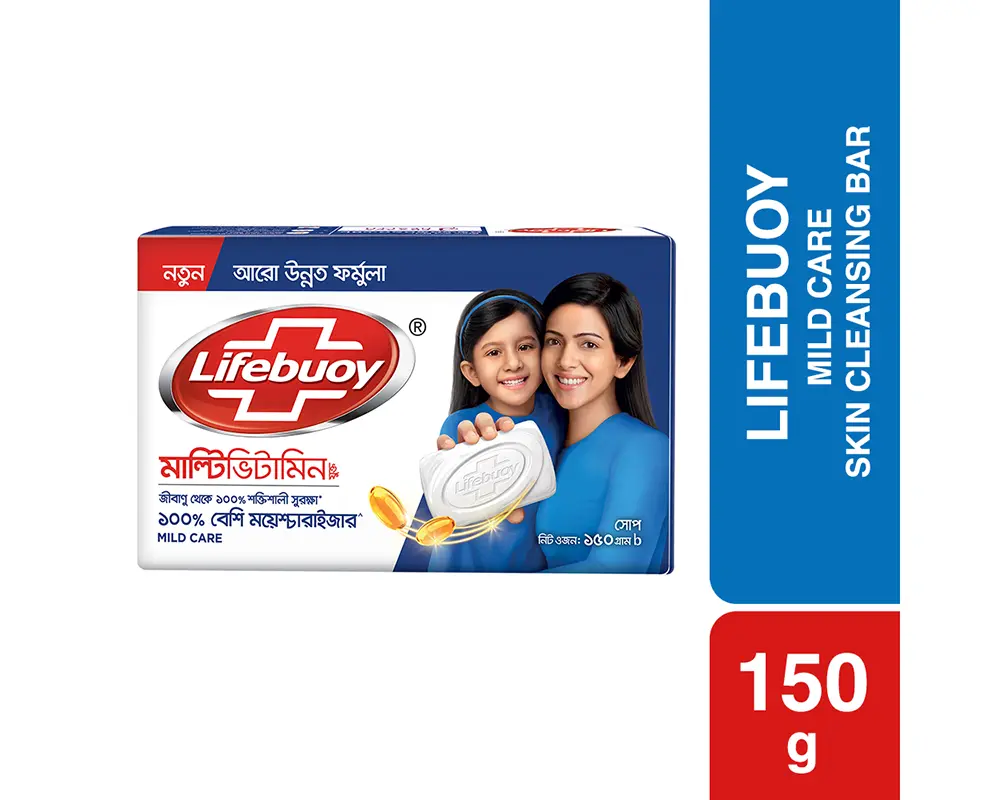 নতুন আরো উন্নত ফর্মুলা
Lifebuoy ®
মাল্টিভিটামিন যুক্ত
জীবাণু থেকে ১০০% শক্তিশালী সুরক্ষা*
১০০% বেশি ময়েশ্চারাইজার^
MILD CARE
Lifebuoy
সোপ
নিট ওজন: ১৫০ গ্রাম b
LIFEBUOY
MILD CARE
SKIN CLEANSING BAR
150
g